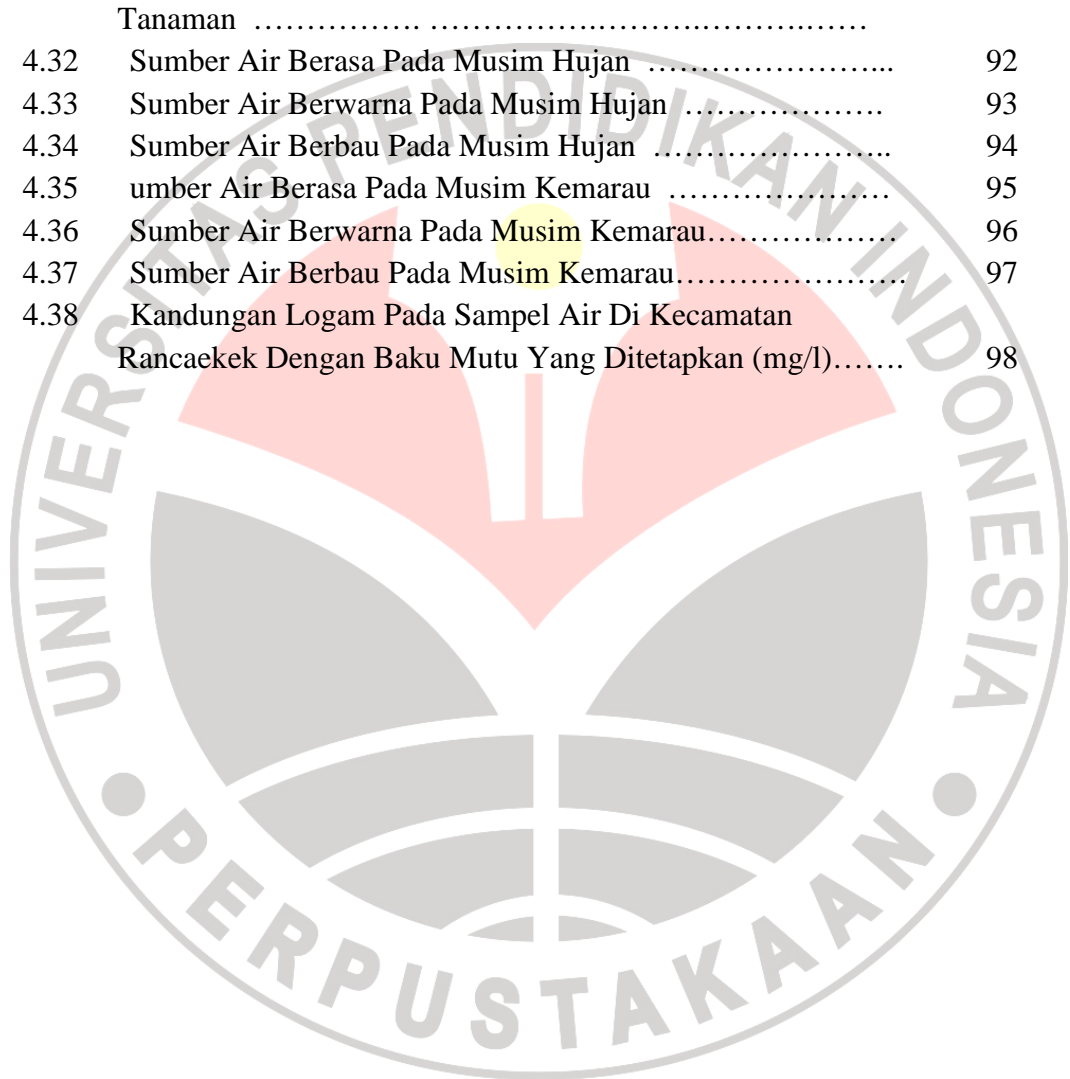 Tanaman ……………. …………….………….………….……
4.32 Sumber Air Berasa Pada Musim Hujan …………………... 92
4.33 Sumber Air Berwarna Pada Musim Hujan ………………. 93
4.34 Sumber Air Berbau Pada Musim Hujan ………………….. 94
4.35 umber Air Berasa Pada Musim Kemarau ………………… 95
4.36 Sumber Air Berwarna Pada Musim Kemarau……………… 96
4.37 Sumber Air Berbau Pada Musim Kemarau…………………. 97
4.38 Kandungan Logam Pada Sampel Air Di Kecamatan
Rancaekek Dengan Baku Mutu Yang Ditetapkan (mg/l)……. 98
UNIVERSITAS PENDIDIKAN INDONESIA
PERPUSTAKAAN